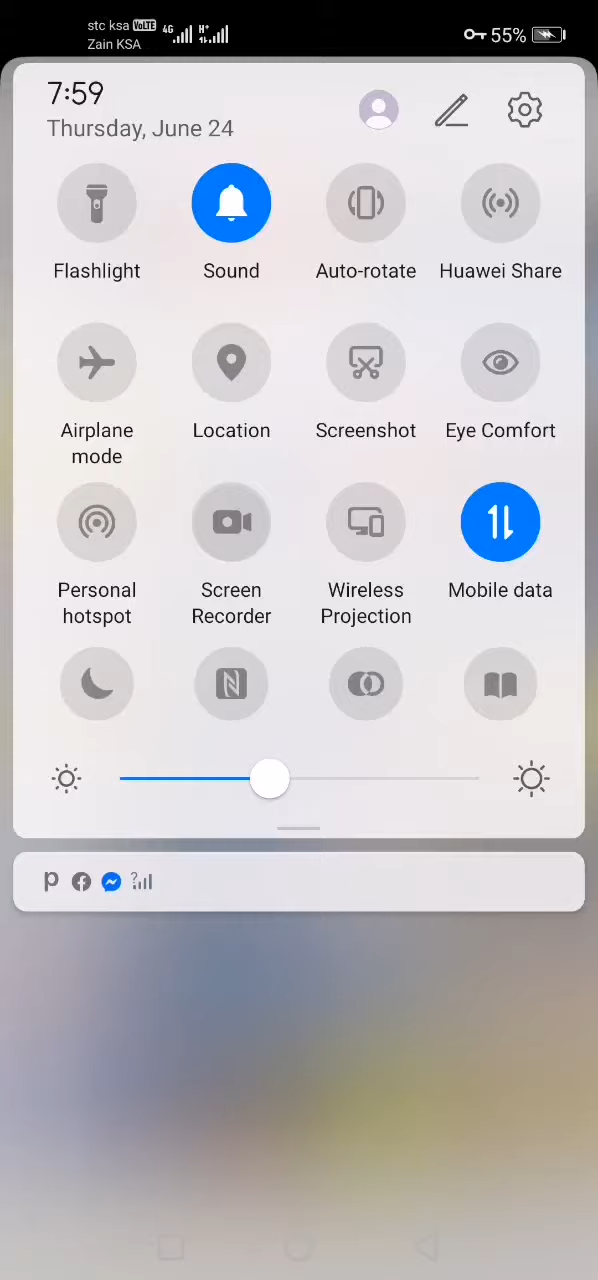 stc ksa VoLTE 4G H+ 55%
Zain KSA
7:59
Thursday, June 24
Flashlight Sound Auto-rotate Huawei Share
Airplane mode Location Screenshot Eye Comfort
Personal hotspot Screen Recorder Wireless Projection Mobile data